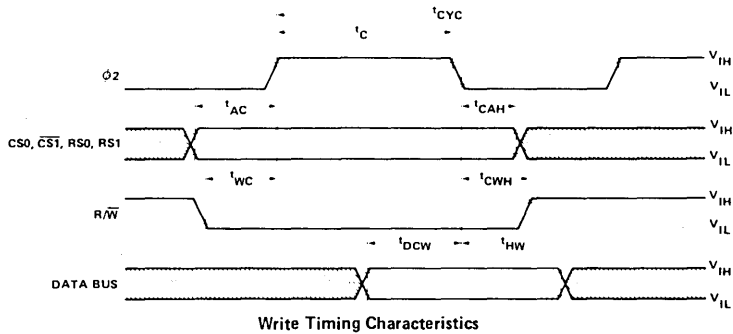 tCYC
tC
ϕ2
VIH
VIL
tAC
tCAH
CS0, C̅S̅1̅, RS0, RS1
VIH
VIL
tWC
tCWH
R/W̅
VIH
VIL
tDCW
tHW
DATA BUS
VIH
VIL
Write Timing Characteristics